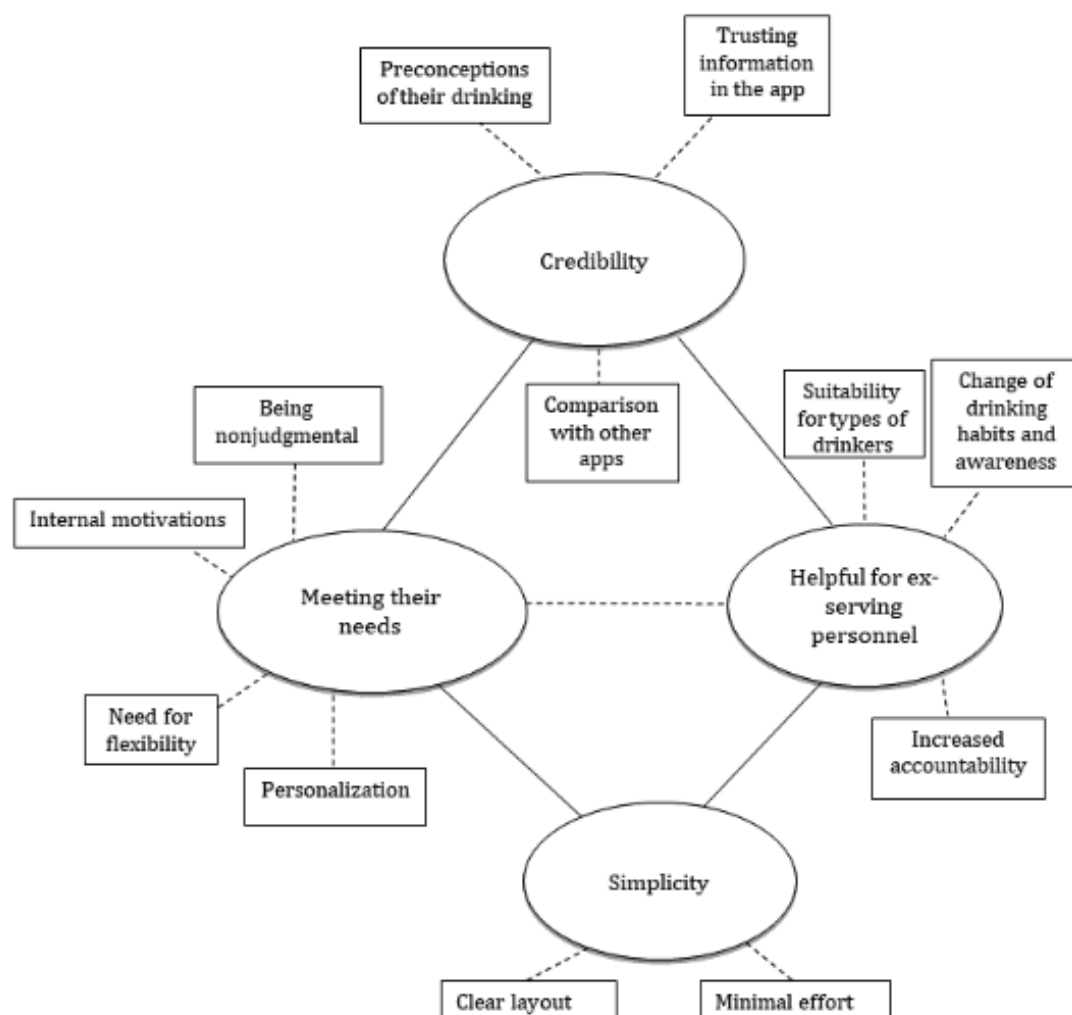 Preconceptions
of their drinking
Trusting
information
in the app
Credibility
Comparison
with other
apps
Suitability
for types of
drinkers
Change of
drinking
habits and
awareness
Being
nonjudgmental
Internal motivations
Meeting their
needs
Helpful for ex-
serving
personnel
Need for
flexibility
Personalization
Increased
accountability
Simplicity
Clear layout
Minimal effort